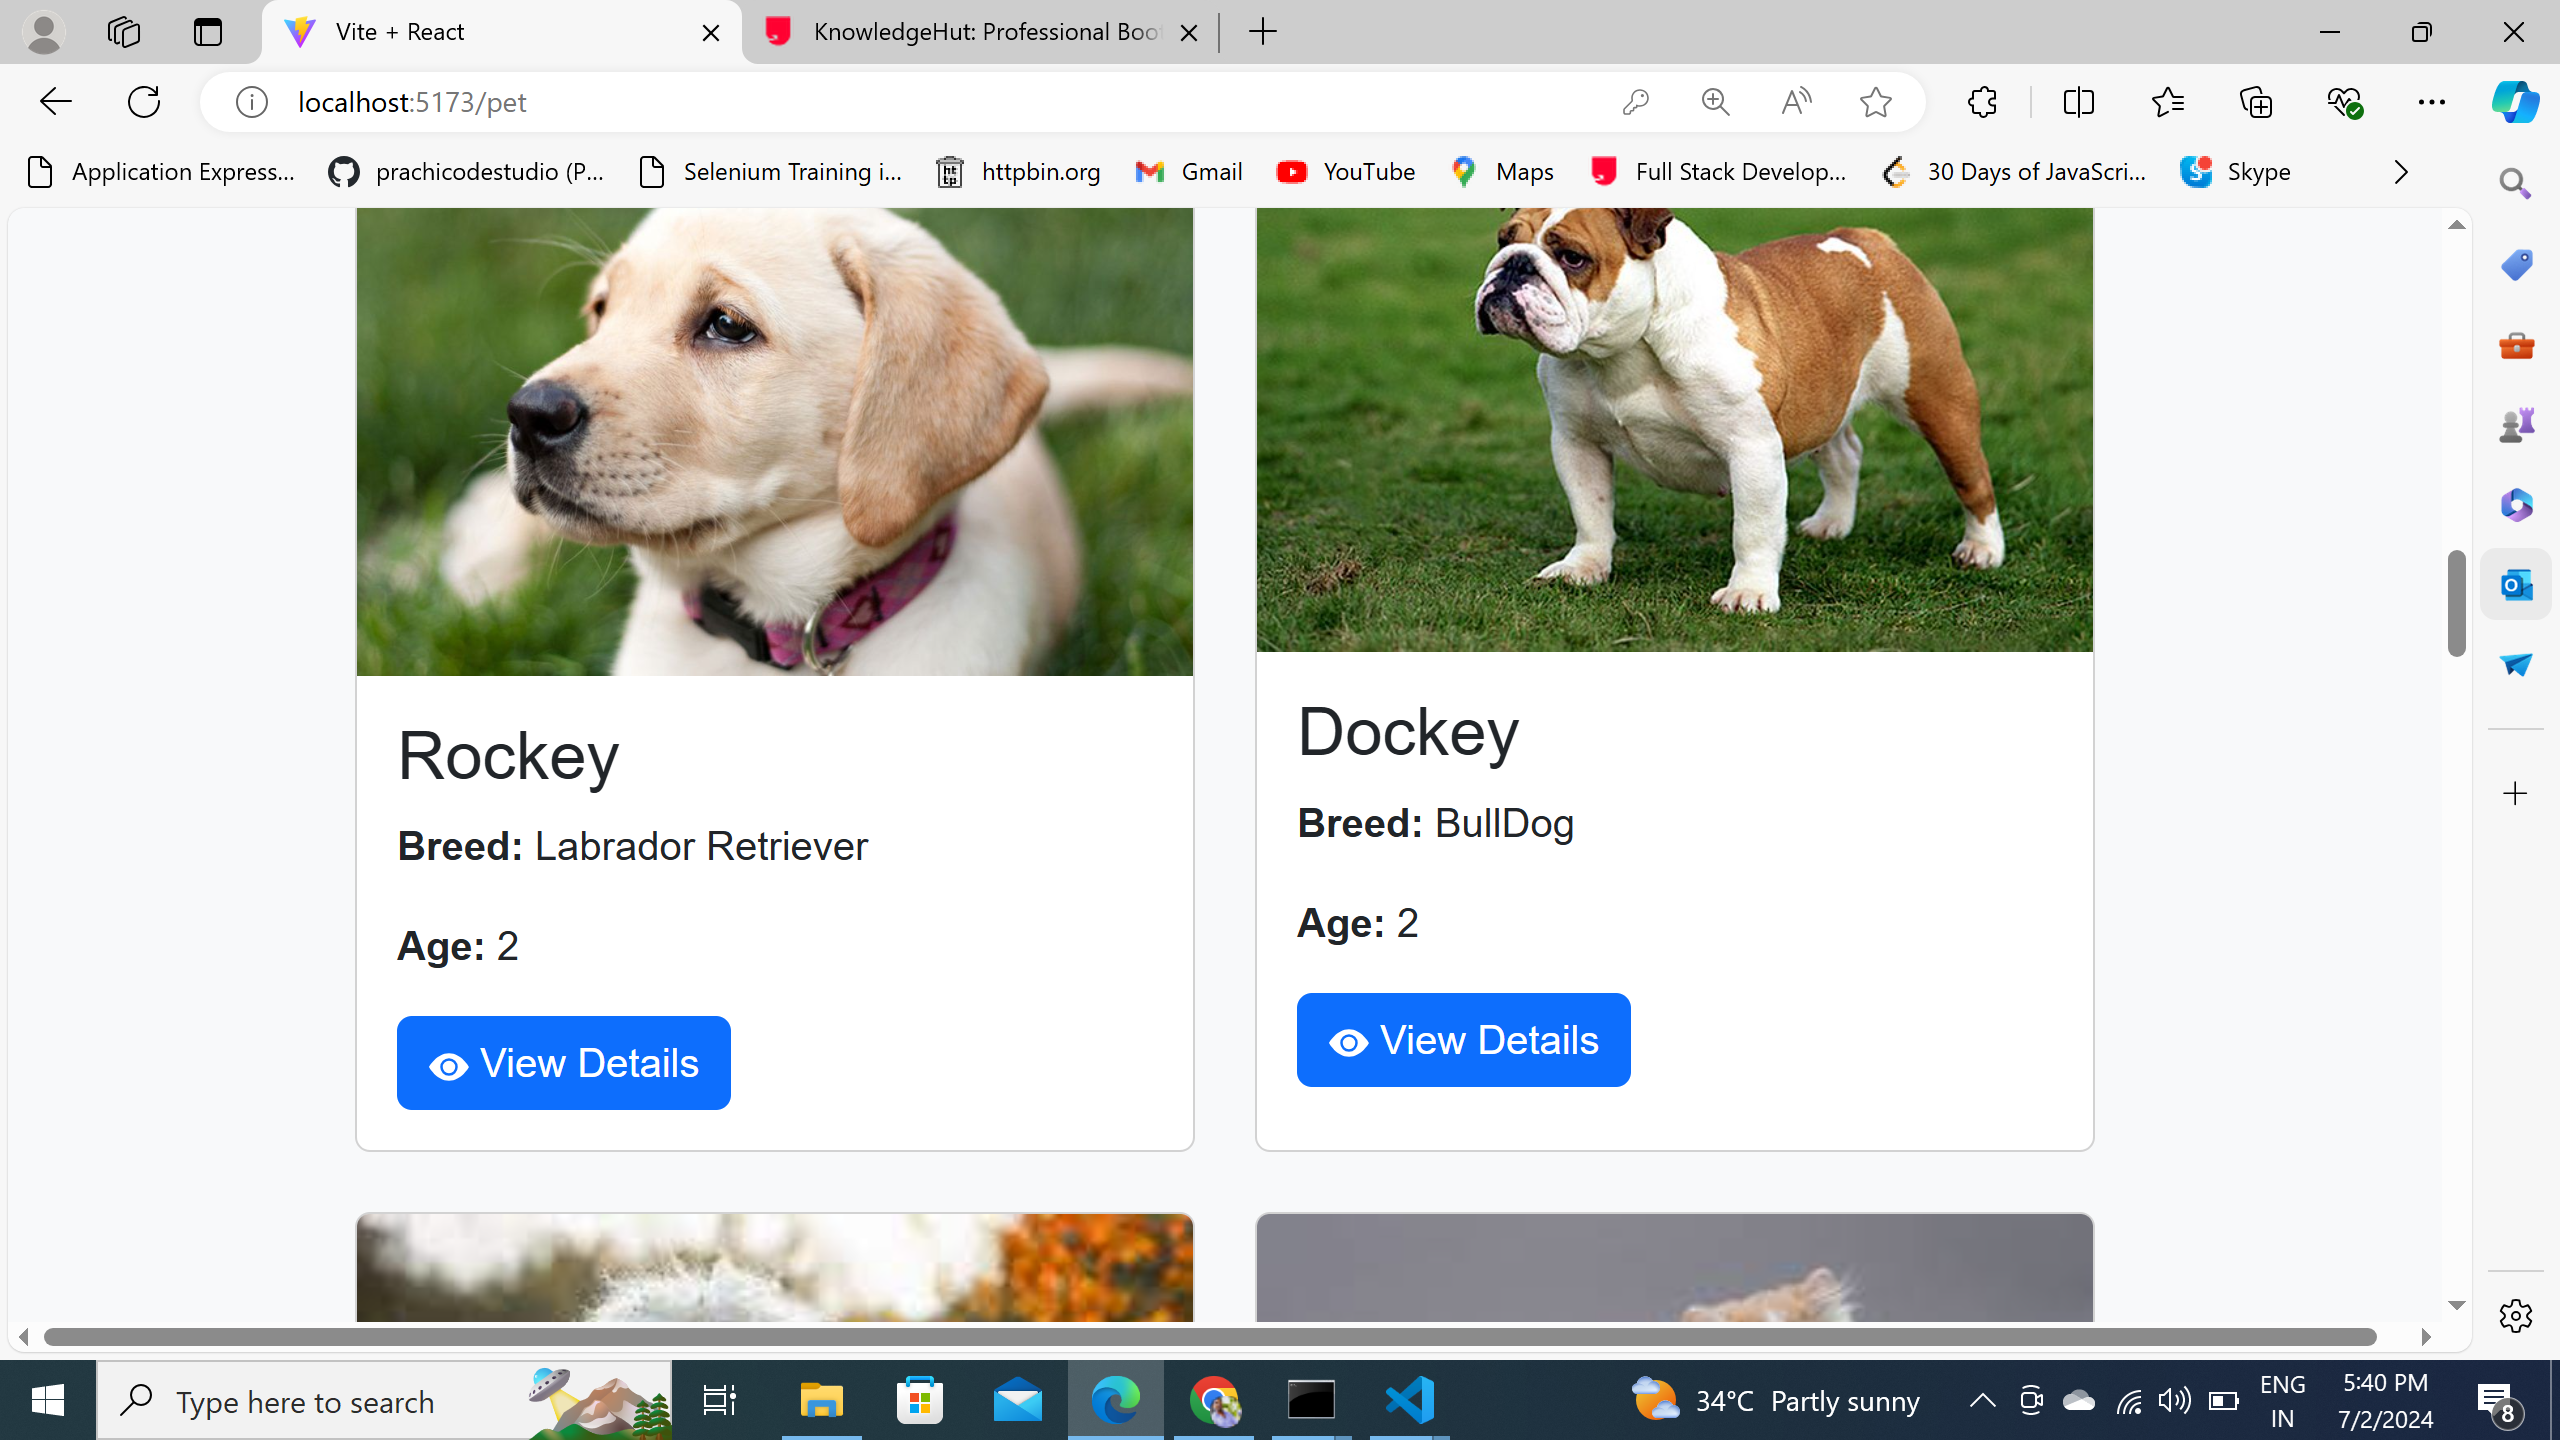 Vite + React
KnowledgeHut: Professional Boo
localhost:5173/pet
Application Express...
prachicodestudio (P...
Selenium Training i...
httpbin.org
Gmail
YouTube
Maps
Full Stack Develop...
30 Days of JavaScri...
Skype
Rockey
Breed: Labrador Retriever
Age: 2
View Details
Dockey
Breed: BullDog
Age: 2
View Details
Type here to search
34°C Partly sunny
ENG
IN
5:40 PM
7/2/2024
8